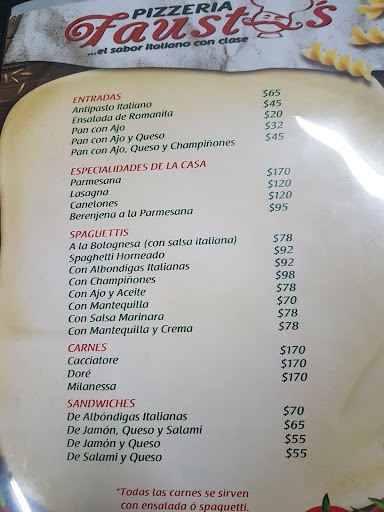 PIZZERIA
Fausto's
...el sabor italiano con clase
ENTRADAS
Antipasto Italiano $65
Ensalada de Romanita $45
Pan con Ajo $20
Pan con Ajo y Queso $32
Pan con Ajo, Queso y Champiñones $45
ESPECIALIDADES DE LA CASA
Parmesana $170
Lasagna $120
Canelones $120
Berenjena a la Parmesana $95
SPAGUETTIS
A la Bolognesa (con salsa italiana) $78
Spaghetti Horneado $92
Con Albondigas Italianas $92
Con Champiñones $98
Con Ajo y Aceite $78
Con Mantequilla $70
Con Salsa Marinara $78
Con Mantequilla y Crema $78
CARNES
Cacciatore $170
Doré $170
Milanessa $170
SANDWICHES
De Albóndigas Italianas $70
De Jamón, Queso y Salami $65
De Jamón y Queso $55
De Salami y Queso $55
*Todas las carnes se sirven
con ensalada ó spaguetti.